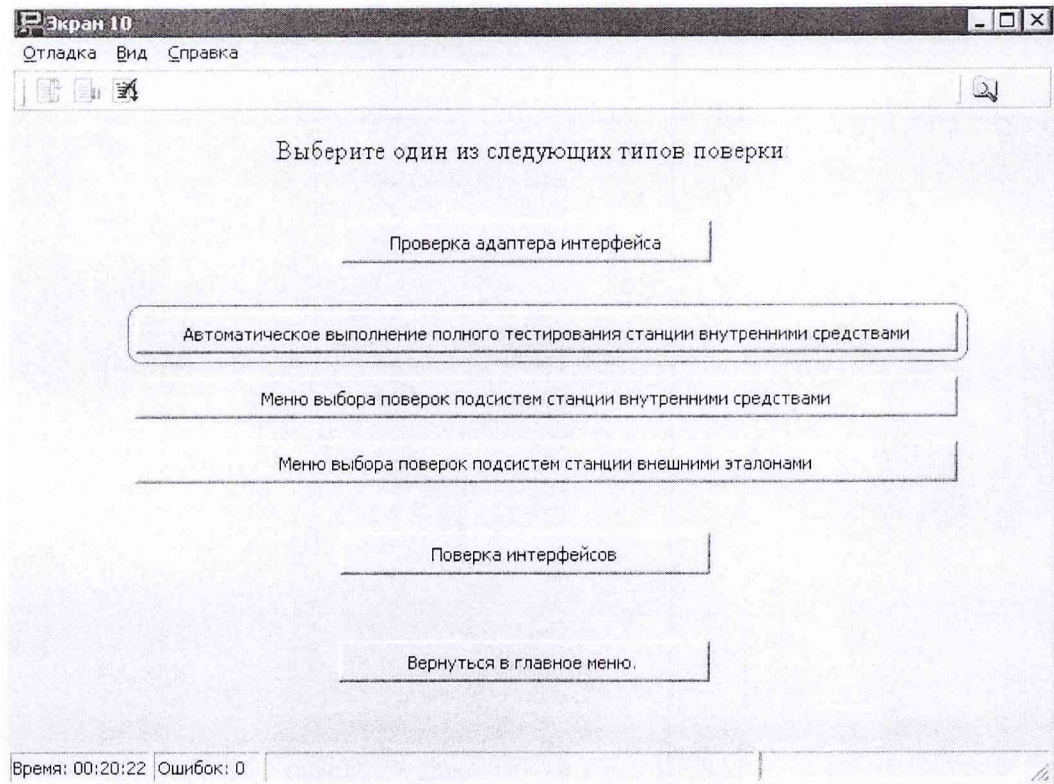 Экран 10
Отладка Вид Справка
Выберите один из следующих типов поверки:
Проверка адаптера интерфейса
Автоматическое выполнение полного тестирования станции внутренними средствами
Меню выбора поверок подсистем станции внутренними средствами
Меню выбора поверок подсистем станции внешними эталонами
Поверка интерфейсов
Вернуться в главное меню.
Время: 00:20:22 Ошибок: 0